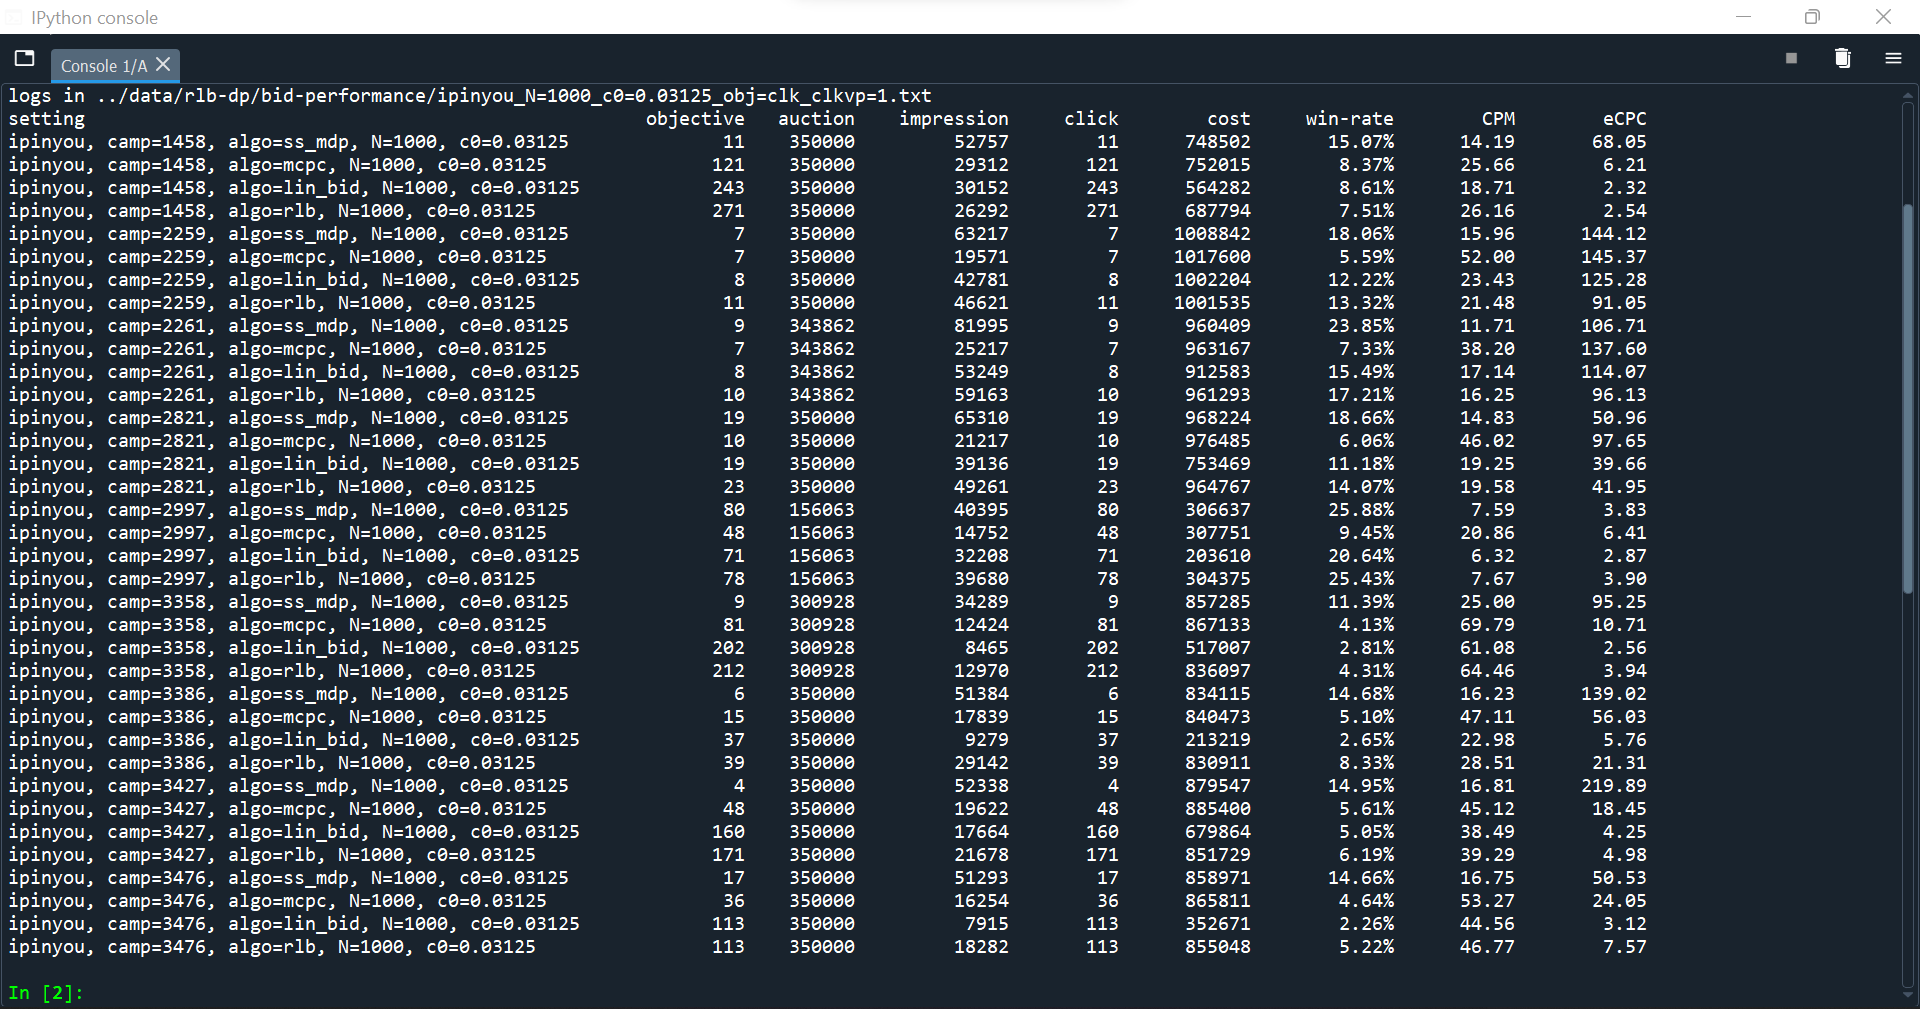 IPython console
Console 1/A
logs in ../data/rlb-dp/bid-performance/ipinyou_N=1000_c0=0.03125_obj=clk_clkvp=1.txt
setting objective auction impression click cost win-rate CPM eCPC
ipinyou, camp=1458, algo=ss_mdp, N=1000, c0=0.03125 11 350000 52757 11 748502 15.07% 14.19 68.05
ipinyou, camp=1458, algo=mcpc, N=1000, c0=0.03125 121 350000 29312 121 752015 8.37% 25.66 6.21
ipinyou, camp=1458, algo=lin_bid, N=1000, c0=0.03125 243 350000 30152 243 564282 8.61% 18.71 2.32
ipinyou, camp=1458, algo=rlb, N=1000, c0=0.03125 271 350000 26292 271 687794 7.51% 26.16 2.54
ipinyou, camp=2259, algo=ss_mdp, N=1000, c0=0.03125 7 350000 63217 7 1008842 18.06% 15.96 144.12
ipinyou, camp=2259, algo=mcpc, N=1000, c0=0.03125 7 350000 19571 7 1017600 5.59% 52.00 145.37
ipinyou, camp=2259, algo=lin_bid, N=1000, c0=0.03125 8 350000 42781 8 1002204 12.22% 23.43 125.28
ipinyou, camp=2259, algo=rlb, N=1000, c0=0.03125 11 350000 46621 11 1001535 13.32% 21.48 91.05
ipinyou, camp=2261, algo=ss_mdp, N=1000, c0=0.03125 9 343862 81995 9 960409 23.85% 11.71 106.71
ipinyou, camp=2261, algo=mcpc, N=1000, c0=0.03125 7 343862 25217 7 963167 7.33% 38.20 137.60
ipinyou, camp=2261, algo=lin_bid, N=1000, c0=0.03125 8 343862 53249 8 912583 15.49% 17.14 114.07
ipinyou, camp=2261, algo=rlb, N=1000, c0=0.03125 10 343862 59163 10 961293 17.21% 16.25 96.13
ipinyou, camp=2821, algo=ss_mdp, N=1000, c0=0.03125 19 350000 65310 19 968224 18.66% 14.83 50.96
ipinyou, camp=2821, algo=mcpc, N=1000, c0=0.03125 10 350000 21217 10 976485 6.06% 46.02 97.65
ipinyou, camp=2821, algo=lin_bid, N=1000, c0=0.03125 19 350000 39136 19 753469 11.18% 19.25 39.66
ipinyou, camp=2821, algo=rlb, N=1000, c0=0.03125 23 350000 49261 23 964767 14.07% 19.58 41.95
ipinyou, camp=2997, algo=ss_mdp, N=1000, c0=0.03125 80 156063 40395 80 306637 25.88% 7.59 3.83
ipinyou, camp=2997, algo=mcpc, N=1000, c0=0.03125 48 156063 14752 48 307751 9.45% 20.86 6.41
ipinyou, camp=2997, algo=lin_bid, N=1000, c0=0.03125 71 156063 32208 71 203610 20.64% 6.32 2.87
ipinyou, camp=2997, algo=rlb, N=1000, c0=0.03125 78 156063 39680 78 304375 25.43% 7.67 3.90
ipinyou, camp=3358, algo=ss_mdp, N=1000, c0=0.03125 9 300928 34289 9 857285 11.39% 25.00 95.25
ipinyou, camp=3358, algo=mcpc, N=1000, c0=0.03125 81 300928 12424 81 867133 4.13% 69.79 10.71
ipinyou, camp=3358, algo=lin_bid, N=1000, c0=0.03125 202 300928 8465 202 517007 2.81% 61.08 2.56
ipinyou, camp=3358, algo=rlb, N=1000, c0=0.03125 212 300928 12970 212 836097 4.31% 64.46 3.94
ipinyou, camp=3386, algo=ss_mdp, N=1000, c0=0.03125 6 350000 51384 6 834115 14.68% 16.23 139.02
ipinyou, camp=3386, algo=mcpc, N=1000, c0=0.03125 15 350000 17839 15 840473 5.10% 47.11 56.03
ipinyou, camp=3386, algo=lin_bid, N=1000, c0=0.03125 37 350000 9279 37 213219 2.65% 22.98 5.76
ipinyou, camp=3386, algo=rlb, N=1000, c0=0.03125 39 350000 29142 39 830911 8.33% 28.51 21.31
ipinyou, camp=3427, algo=ss_mdp, N=1000, c0=0.03125 4 350000 52338 4 879547 14.95% 16.81 219.89
ipinyou, camp=3427, algo=mcpc, N=1000, c0=0.03125 48 350000 19622 48 885400 5.61% 45.12 18.45
ipinyou, camp=3427, algo=lin_bid, N=1000, c0=0.03125 160 350000 17664 160 679864 5.05% 38.49 4.25
ipinyou, camp=3427, algo=rlb, N=1000, c0=0.03125 171 350000 21678 171 851729 6.19% 39.29 4.98
ipinyou, camp=3476, algo=ss_mdp, N=1000, c0=0.03125 17 350000 51293 17 858971 14.66% 16.75 50.53
ipinyou, camp=3476, algo=mcpc, N=1000, c0=0.03125 36 350000 16254 36 865811 4.64% 53.27 24.05
ipinyou, camp=3476, algo=lin_bid, N=1000, c0=0.03125 113 350000 7915 113 352671 2.26% 44.56 3.12
ipinyou, camp=3476, algo=rlb, N=1000, c0=0.03125 113 350000 18282 113 855048 5.22% 46.77 7.57
In [2]: